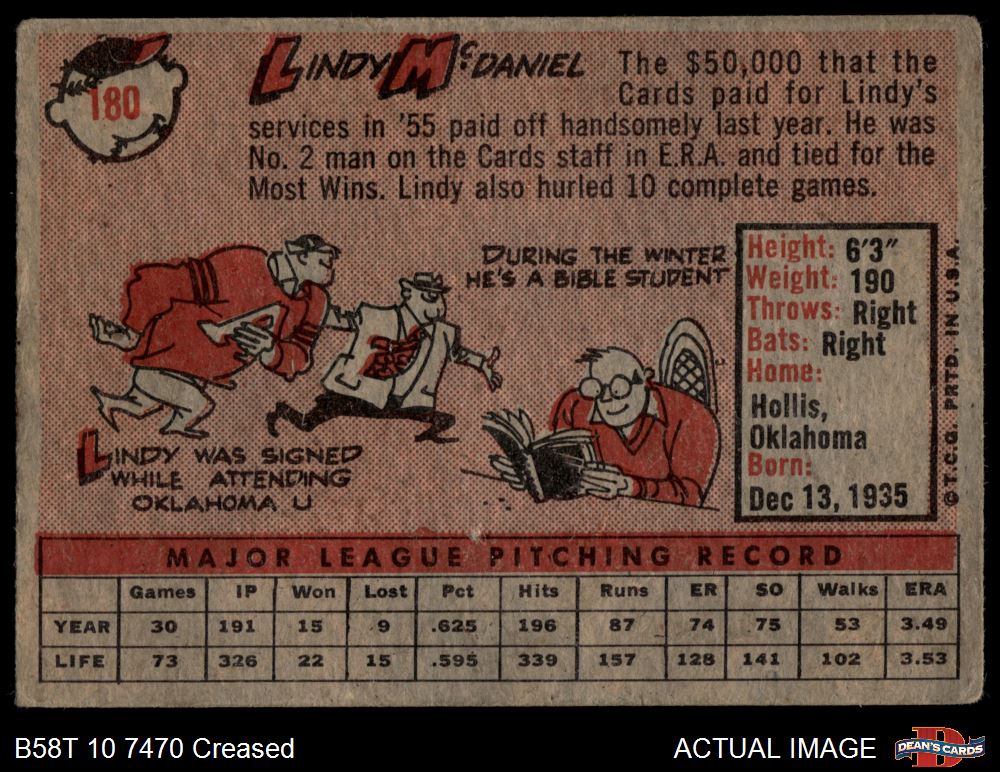 180
LINDY McDANIEL
The $50,000 that the
Cards paid for Lindy's
services in '55 paid off handsomely last year. He was
No. 2 man on the Cards staff in E.R.A. and tied for the
Most Wins. Lindy also hurled 10 complete games.
DURING THE WINTER
HE'S A BIBLE STUDENT
LINDY WAS SIGNED
WHILE ATTENDING
OKLAHOMA U
Height: 6'3"
Weight: 190
Throws: Right
Bats: Right
Home:
Hollis,
Oklahoma
Born:
Dec 13, 1935
© T.C.G. PRTD. IN U.S.A.
MAJOR LEAGUE PITCHING RECORD
Games IP Won Lost Pct Hits Runs ER SO Walks ERA
YEAR 30 191 15 9 .625 196 87 74 75 53 3.49
LIFE 73 326 22 15 .595 339 157 128 141 102 3.53
B58T 10 7470 Creased
ACTUAL IMAGE
DEAN'S CARDS